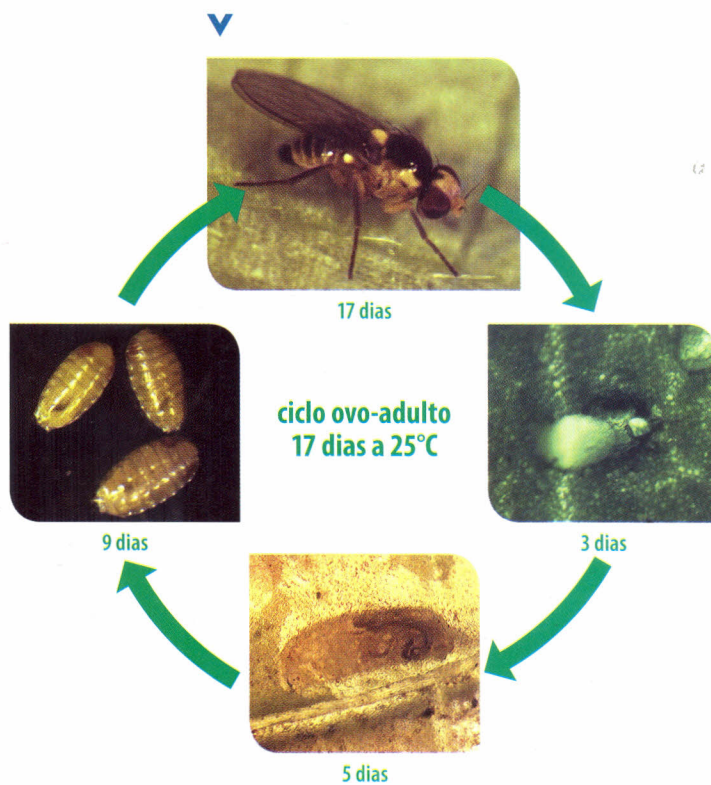 17 dias
ciclo ovo-adulto
17 dias a 25°C
9 dias
3 dias
5 dias